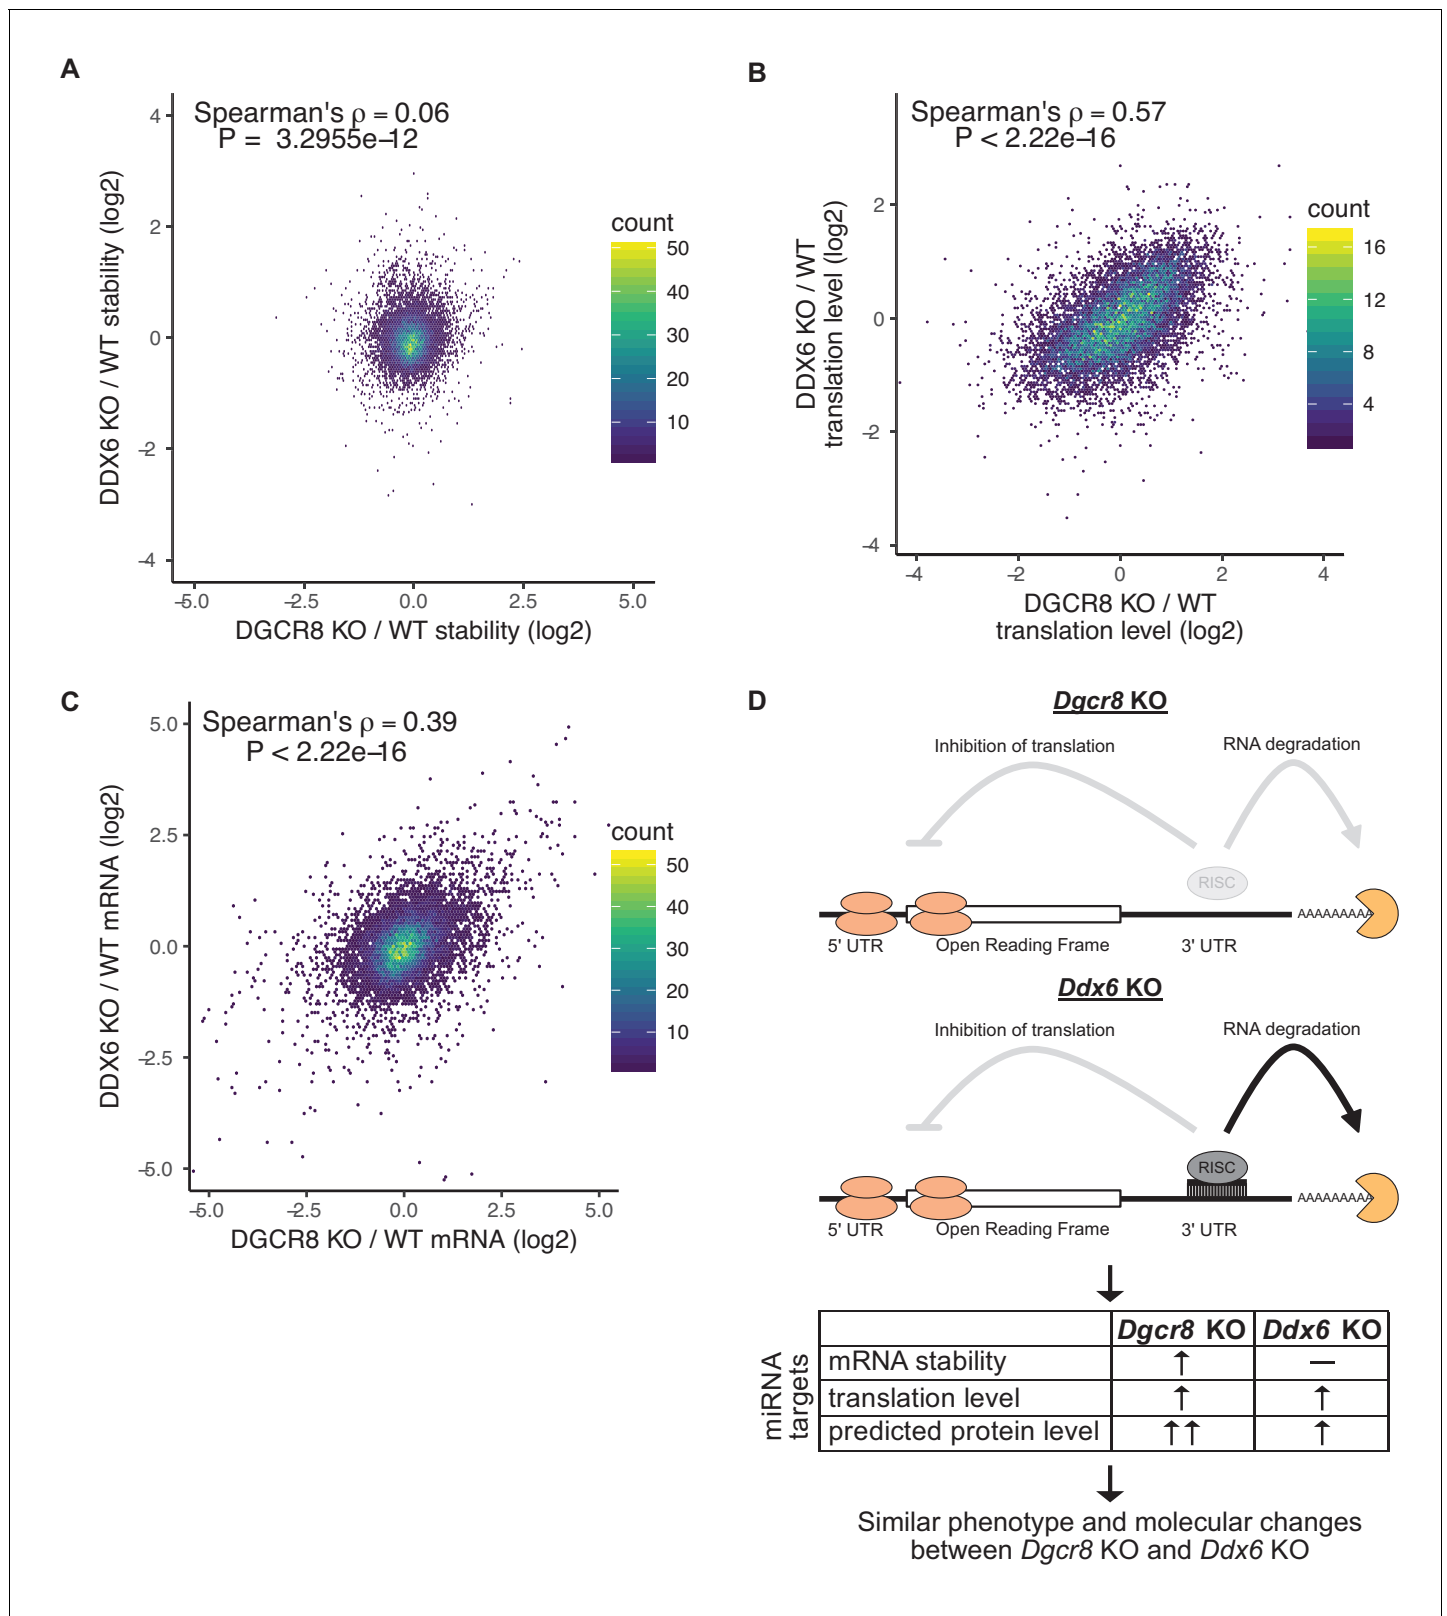 A
Spearman's ρ = 0.06
P = 3.2955e−12
DDX6 KO / WT stability (log2)
4
2
0
−2
−4
−5.0
−2.5
0.0
2.5
5.0
DGCR8 KO / WT stability (log2)
count
50
40
30
20
10
B
Spearman's ρ = 0.57
P < 2.22e−16
DDX6 KO / WT
translation level (log2)
2
0
−2
−4
−4
−2
0
2
4
DGCR8 KO / WT
translation level (log2)
count
16
12
8
4
C
Spearman's ρ = 0.39
P < 2.22e−16
DDX6 KO / WT mRNA (log2)
5.0
2.5
0.0
−2.5
−5.0
−5.0
−2.5
0.0
2.5
5.0
DGCR8 KO / WT mRNA (log2)
count
50
40
30
20
10
D
Dgcr8 KO
Inhibition of translation
RNA degradation
RISC
AAAAAAAAA
5' UTR
Open Reading Frame
3' UTR
Ddx6 KO
Inhibition of translation
RNA degradation
RISC
AAAAAAAAA
5' UTR
Open Reading Frame
3' UTR
miRNA
targets
Dgcr8 KO Ddx6 KO
mRNA stability ↑ —
translation level ↑ ↑
predicted protein level ↑↑ ↑
Similar phenotype and molecular changes
between Dgcr8 KO and Ddx6 KO